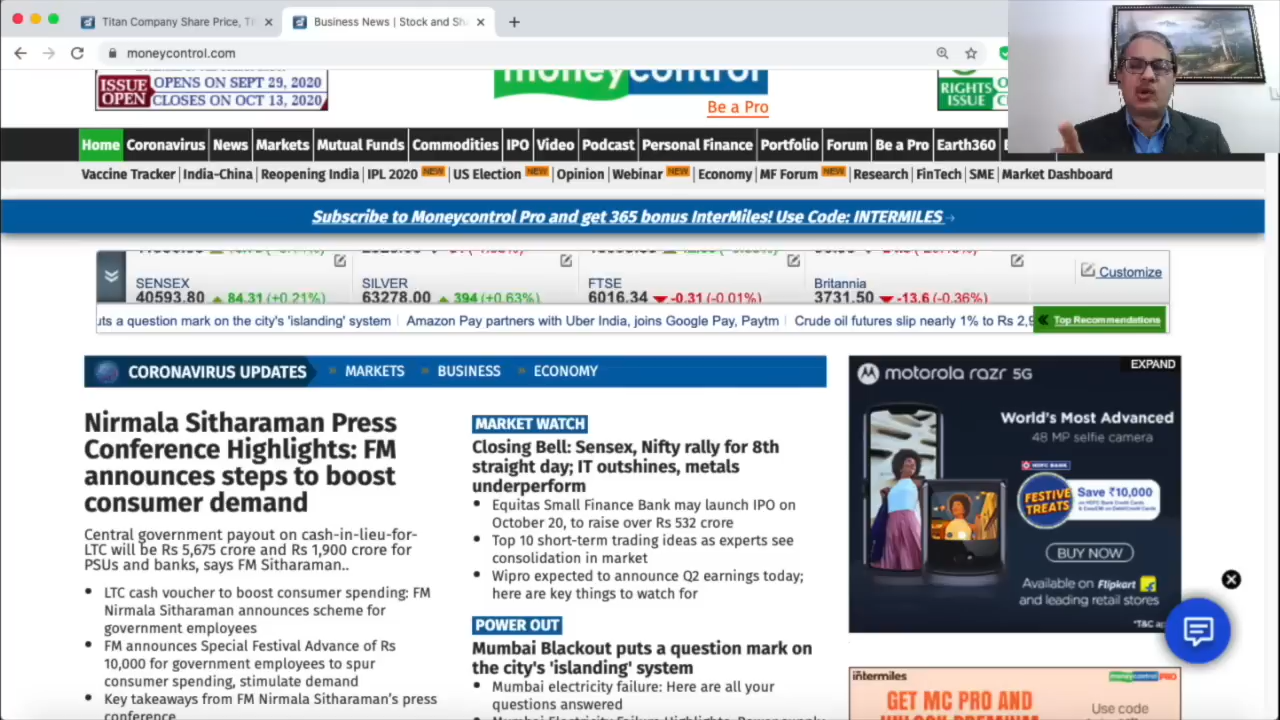 Titan Company Share Price, Ti
Business News | Stock and Sha
moneycontrol.com
ISSUE OPEN
OPENS ON SEPT 29, 2020
CLOSES ON OCT 13, 2020
moneycontrol
Be a Pro
RIGHTS ISSUE
Home Coronavirus News Markets Mutual Funds Commodities IPO Video Podcast Personal Finance Portfolio Forum Be a Pro Earth360
Vaccine Tracker | India-China | Reopening India | IPL 2020 NEW | US Election NEW | Opinion | Webinar NEW | Economy | MF Forum NEW | Research | FinTech | SME | Market Dashboard
Subscribe to Moneycontrol Pro and get 365 bonus InterMiles! Use Code: INTERMILES
SENSEX
40593.80 84.31 (+0.21%)
SILVER
63278.00 394 (+0.63%)
FTSE
6016.34 -0.31 (-0.01%)
Britannia
3731.50 -13.6 (-0.36%)
Customize
uts a question mark on the city's 'islanding' system | Amazon Pay partners with Uber India, joins Google Pay, Paytm | Crude oil futures slip nearly 1% to Rs 2,9
Top Recommendations
CORONAVIRUS UPDATES » MARKETS » BUSINESS » ECONOMY
Nirmala Sitharaman Press
Conference Highlights: FM
announces steps to boost
consumer demand
Central government payout on cash-in-lieu-for-
LTC will be Rs 5,675 crore and Rs 1,900 crore for
PSUs and banks, says FM Sitharaman..
• LTC cash voucher to boost consumer spending: FM
Nirmala Sitharaman announces scheme for
government employees
• FM announces Special Festival Advance of Rs
10,000 for government employees to spur
consumer spending, stimulate demand
• Key takeaways from FM Nirmala Sitharaman's press
conference
MARKET WATCH
Closing Bell: Sensex, Nifty rally for 8th
straight day; IT outshines, metals
underperform
• Equitas Small Finance Bank may launch IPO on
October 20, to raise over Rs 532 crore
• Top 10 short-term trading ideas as experts see
consolidation in market
• Wipro expected to announce Q2 earnings today;
here are key things to watch for
POWER OUT
Mumbai Blackout puts a question mark on
the city's 'islanding' system
• Mumbai electricity failure: Here are all your
questions answered
• Mumbai Electricity Failure Highlights: Power supply
EXPAND
motorola razr 5G
World's Most Advanced
48 MP selfie camera
HDFC BANK
FESTIVE TREATS
Save ₹10,000
BUY NOW
Available on Flipkart
and leading retail stores
*T&C ap
intermiles
moneycontrol PRO
GET MC PRO AND
UNLOCK PREMIUM
Use code